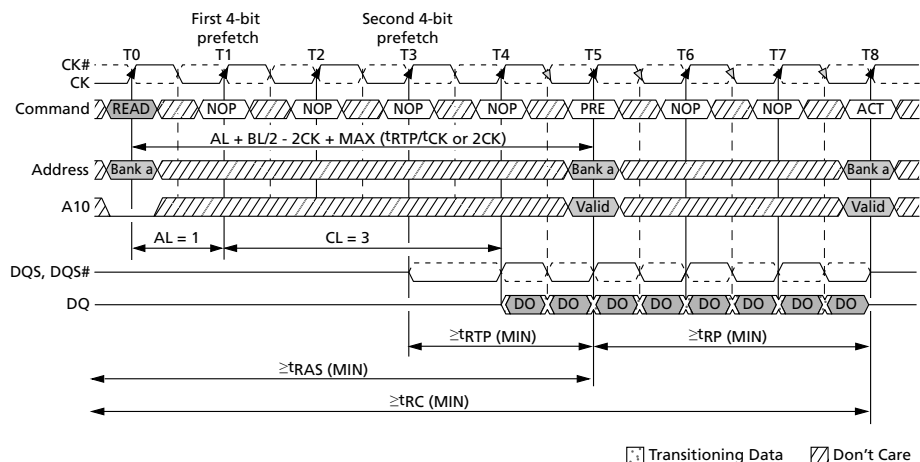 First 4-bit prefetch
Second 4-bit prefetch
T0 T1 T2 T3 T4 T5 T6 T7 T8
CK#
CK
Command READ NOP NOP NOP NOP PRE NOP NOP ACT
AL + BL/2 - 2CK + MAX (tRTP/tCK or 2CK)
Address Bank a Bank a Bank a
A10 Valid Valid
AL = 1 CL = 3
DQS, DQS#
DQ DO DO DO DO DO DO DO DO
≥tRTP (MIN) ≥tRP (MIN)
≥tRAS (MIN)
≥tRC (MIN)
Transitioning Data Don't Care